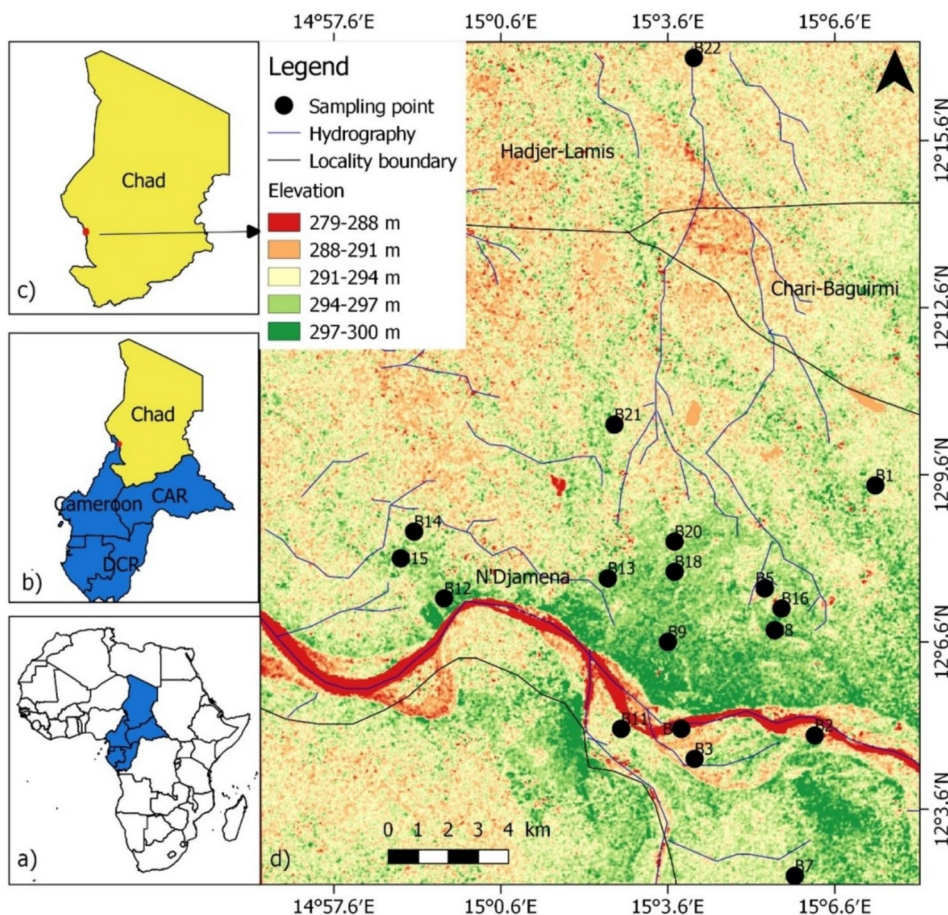 14°57.6′E 15°0.6′E 15°3.6′E 15°6.6′E
Chad
c)
Chad
Cameroon
CAR
DCR
b)
a)
Legend
Sampling point
Hydrography
Locality boundary
Elevation
279-288 m
288-291 m
291-294 m
294-297 m
297-300 m
B22
Hadjer-Lamis
Chari-Baguirmi
B21
B1
B14
B20
15
B18
N'Djamena
B13
B5
B12
B16
8
B9
B11
B2
B3
B7
0 1 2 3 4 km
d)
12°15.6′N
12°12.6′N
12°9.6′N
12°6.6′N
12°3.6′N
14°57.6′E 15°0.6′E 15°3.6′E 15°6.6′E